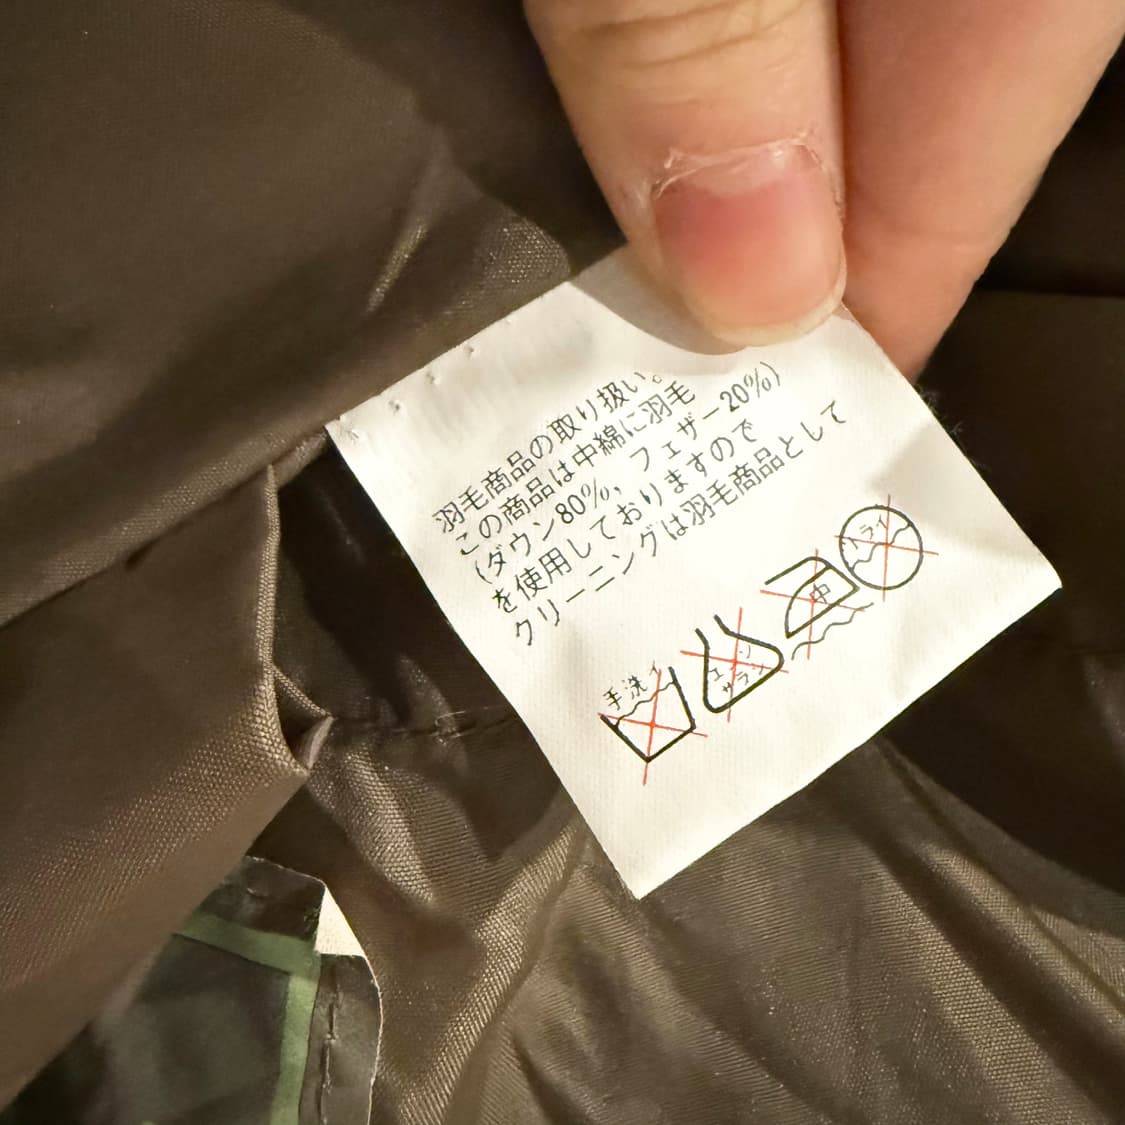 羽毛商品の取り扱い。
この商品は中綿に羽毛
(ダウン80%、フェザー20%)
を使用しておりますので
クリーニングは羽毛商品として
手洗イ
エンソ
サラシ
中
ドライ